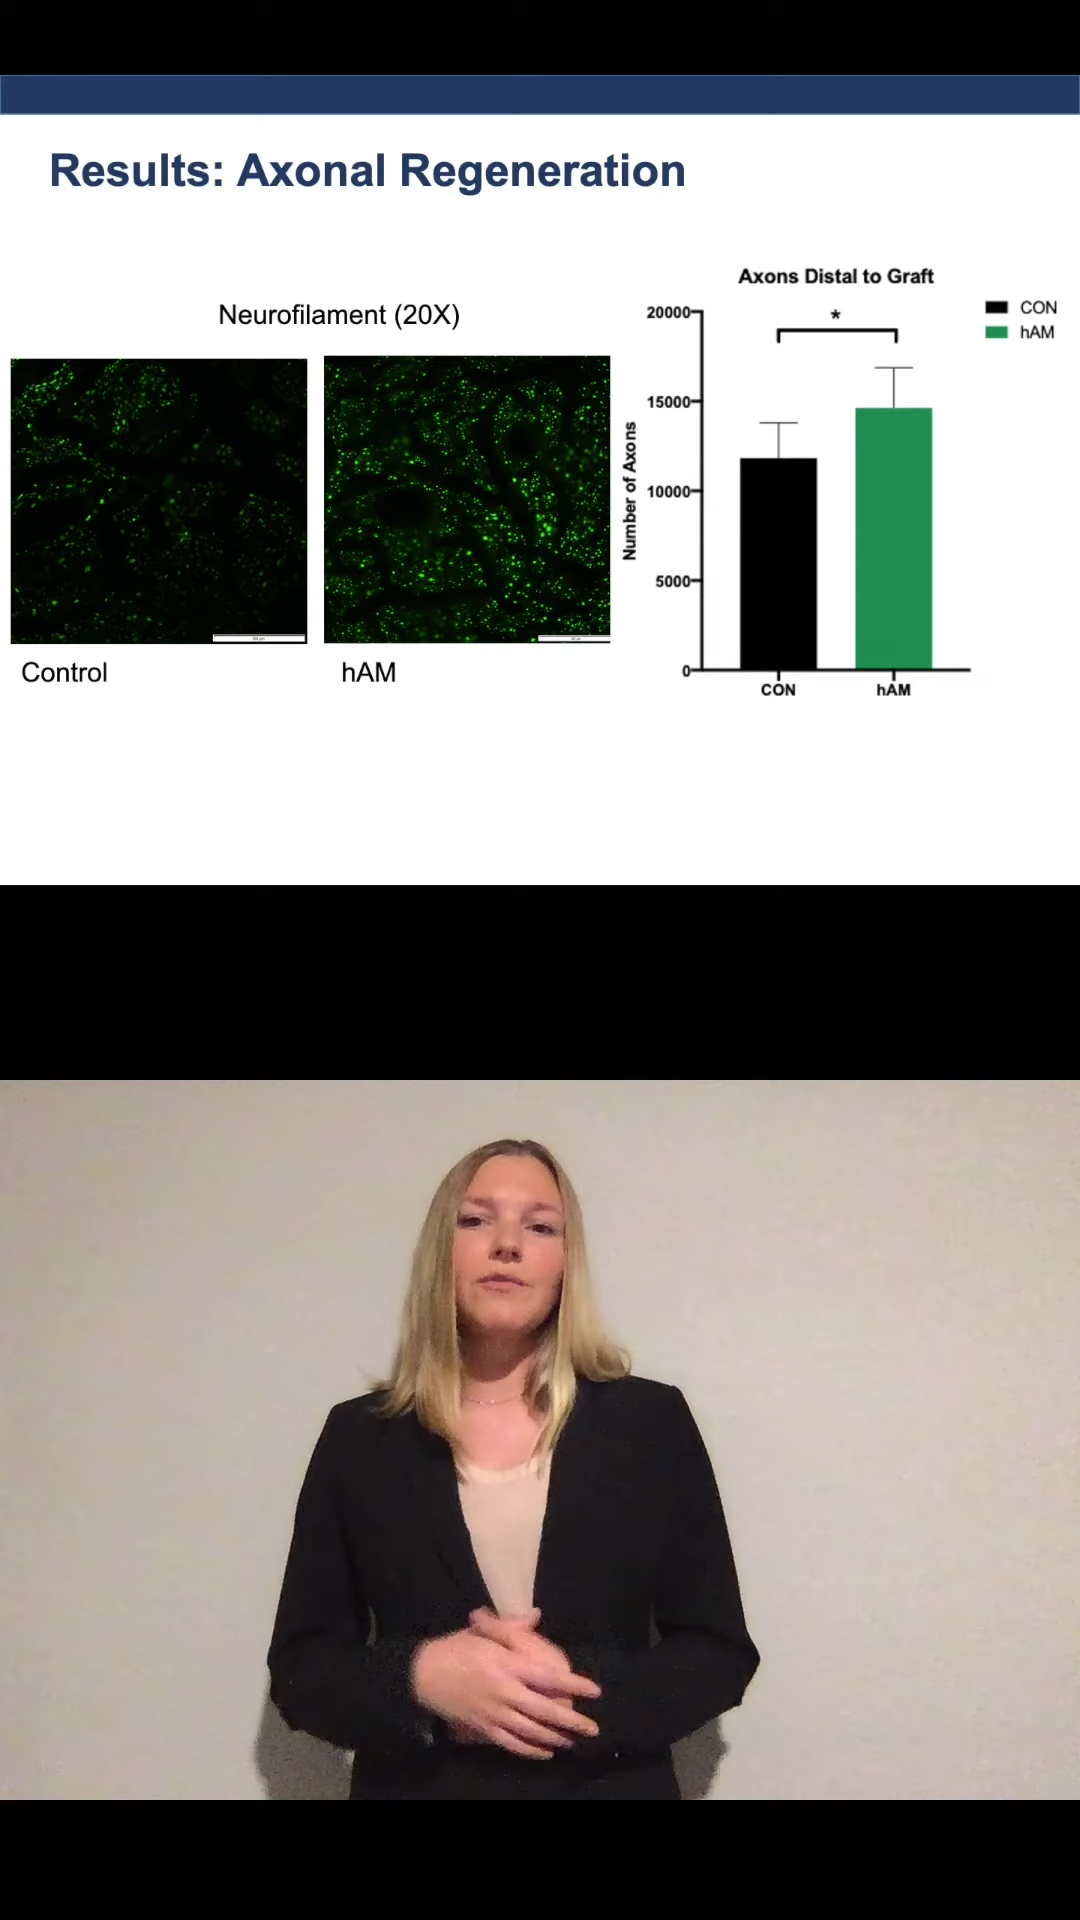 Results: Axonal Regeneration
Neurofilament (20X)
Control
hAM
Axons Distal to Graft
CON
hAM
*
Number of Axons
20000
15000
10000
5000
0
CON
hAM